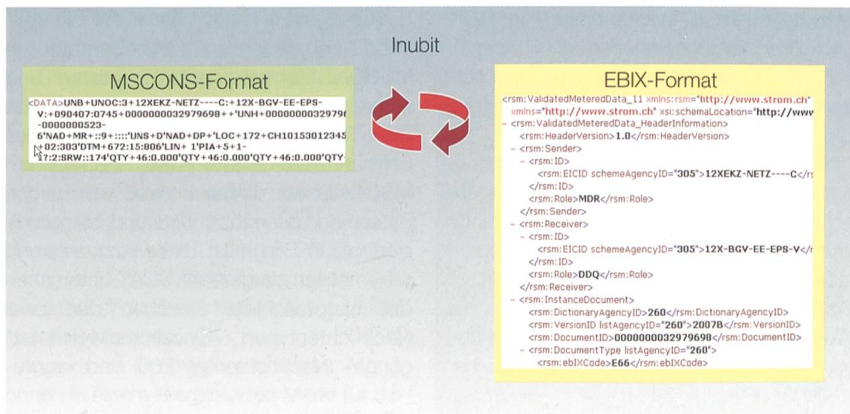 Inubit
MSCONS-Format
<DATA>UNB+UNOC:3+12XEKZ-NETZ----C:+12X-BGV-EE-EPS-
V:+090407:0745+0000000032979698++'UNH+0000000032979
-0000000523-
6'NAD+MR+::9+::::'UNS+D'NAD+DP+'LOC+172+CH10153012345
+02:303'DTM+672:15:806'LIN+ 1'PIA+5+1-
1?:2:SRW::174'QTY+46:0.000'QTY+46:0.000'QTY+46:0.000'QTY
EBIX-Format
<rsm:ValidatedMeteredData_11 xmlns:rsm="http://www.strom.ch"
xmlns="http://www.strom.ch" xsi:schemaLocation="http://www
- <rsm:ValidatedMeteredData_HeaderInformation>
<rsm:HeaderVersion>1.0</rsm:HeaderVersion>
- <rsm:Sender>
- <rsm:ID>
<rsm:EICID schemeAgencyID="305">12XEKZ-NETZ----C</rs
</rsm:ID>
<rsm:Role>MDR</rsm:Role>
</rsm:Sender>
- <rsm:Receiver>
- <rsm:ID>
<rsm:EICID schemeAgencyID="305">12X-BGV-EE-EPS-V</r
</rsm:ID>
<rsm:Role>DDQ</rsm:Role>
</rsm:Receiver>
- <rsm:InstanceDocument>
<rsm:DictionaryAgencyID>260</rsm:DictionaryAgencyID>
<rsm:VersionID listAgencyID="260">2007B</rsm:VersionID>
<rsm:DocumentID>0000000032979698</rsm:DocumentID>
- <rsm:DocumentType listAgencyID="260">
<rsm:ebIXCode>E66</rsm:ebIXCode>